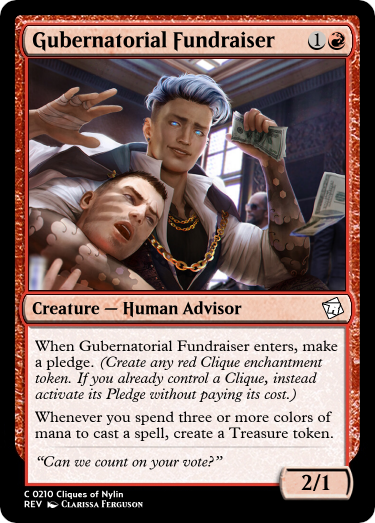 Gubernatorial Fundraiser 1
Creature — Human Advisor
When Gubernatorial Fundraiser enters, make
a pledge. (Create any red Clique enchantment
token. If you already control a Clique, instead
activate its Pledge without paying its cost.)
Whenever you spend three or more colors of
mana to cast a spell, create a Treasure token.
“Can we count on your vote?”
2/1
C 0210 Cliques of Nylin
REV Clarissa Ferguson